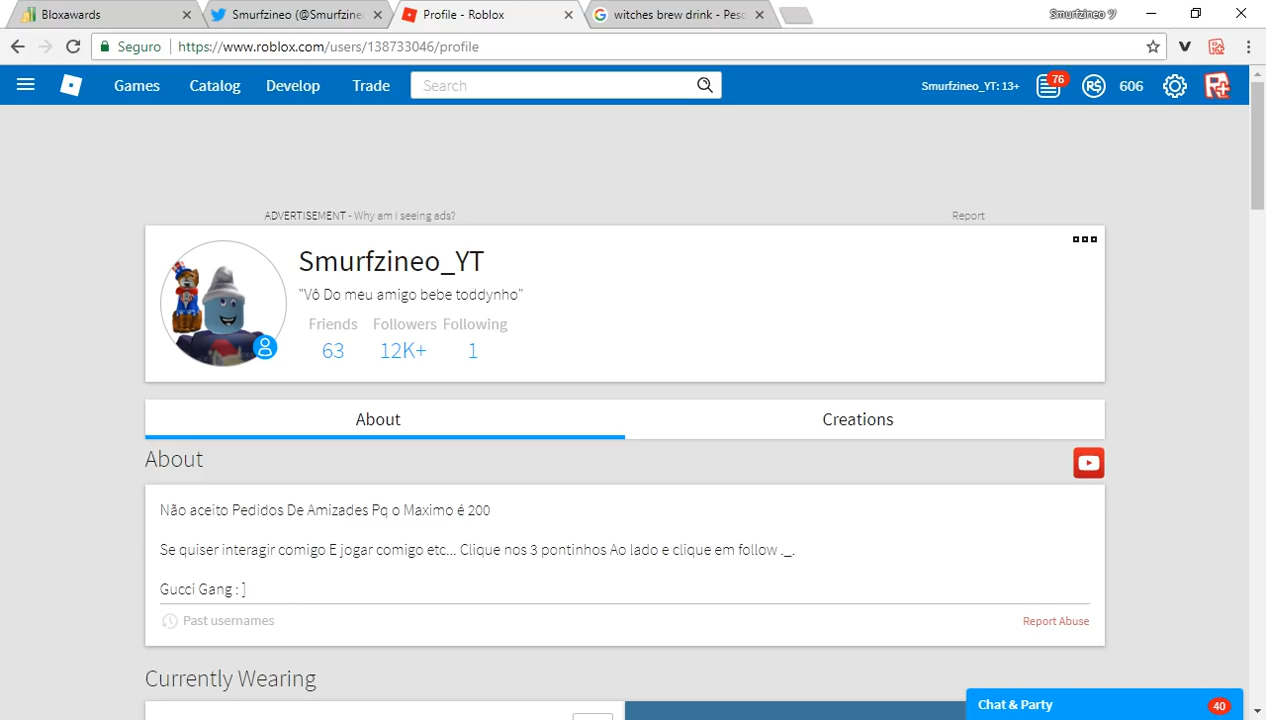 Bloxawards
Smurfzineo (@Smurfzine
Profile - Roblox
witches brew drink - Pesq
Smurfzineo ツ
Seguro
https://www.roblox.com/users/138733046/profile
Games
Catalog
Develop
Trade
Search
Smurfzineo_YT: 13+
76
R$
606
ADVERTISEMENT - Why am I seeing ads?
Report
Smurfzineo_YT
"Vô Do meu amigo bebe toddynho"
Friends
Followers
Following
63
12K+
1
About
Creations
About
Não aceito Pedidos De Amizades Pq o Maximo é 200
Se quiser interagir comigo E jogar comigo etc... Clique nos 3 pontinhos Ao lado e clique em follow ._.
Gucci Gang : ]
Past usernames
Report Abuse
Currently Wearing
Chat & Party
40